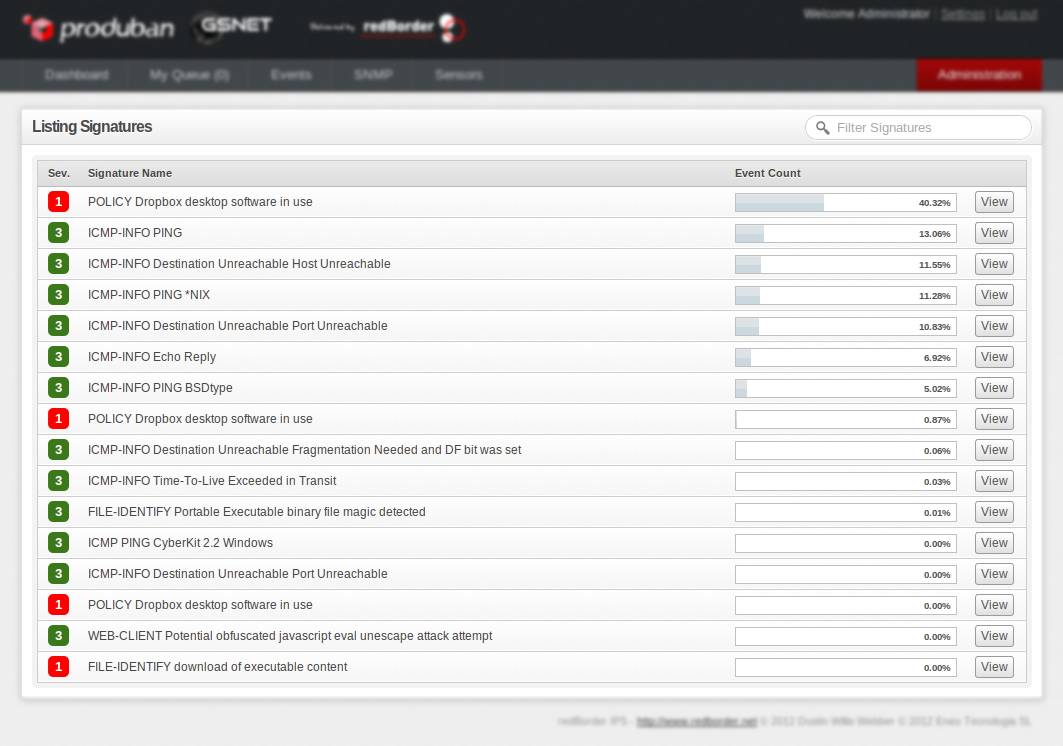 produban GSNET Powered by redBorder
Welcome Administrator | Settings | Log out
Dashboard My Queue (0) Events SNMP Sensors Administration
Listing Signatures Filter Signatures
Sev. Signature Name Event Count
1 POLICY Dropbox desktop software in use 40.32% View
3 ICMP-INFO PING 13.06% View
3 ICMP-INFO Destination Unreachable Host Unreachable 11.55% View
3 ICMP-INFO PING *NIX 11.28% View
3 ICMP-INFO Destination Unreachable Port Unreachable 10.83% View
3 ICMP-INFO Echo Reply 6.92% View
3 ICMP-INFO PING BSDtype 5.02% View
1 POLICY Dropbox desktop software in use 0.87% View
3 ICMP-INFO Destination Unreachable Fragmentation Needed and DF bit was set 0.06% View
3 ICMP-INFO Time-To-Live Exceeded in Transit 0.03% View
3 FILE-IDENTIFY Portable Executable binary file magic detected 0.01% View
3 ICMP PING CyberKit 2.2 Windows 0.00% View
3 ICMP-INFO Destination Unreachable Port Unreachable 0.00% View
1 POLICY Dropbox desktop software in use 0.00% View
3 WEB-CLIENT Potential obfuscated javascript eval unescape attack attempt 0.00% View
1 FILE-IDENTIFY download of executable content 0.00% View
redBorder IPS - http://www.redborder.net © 2012 Dustin Willis Webber © 2012 Eneo Tecnologia SL